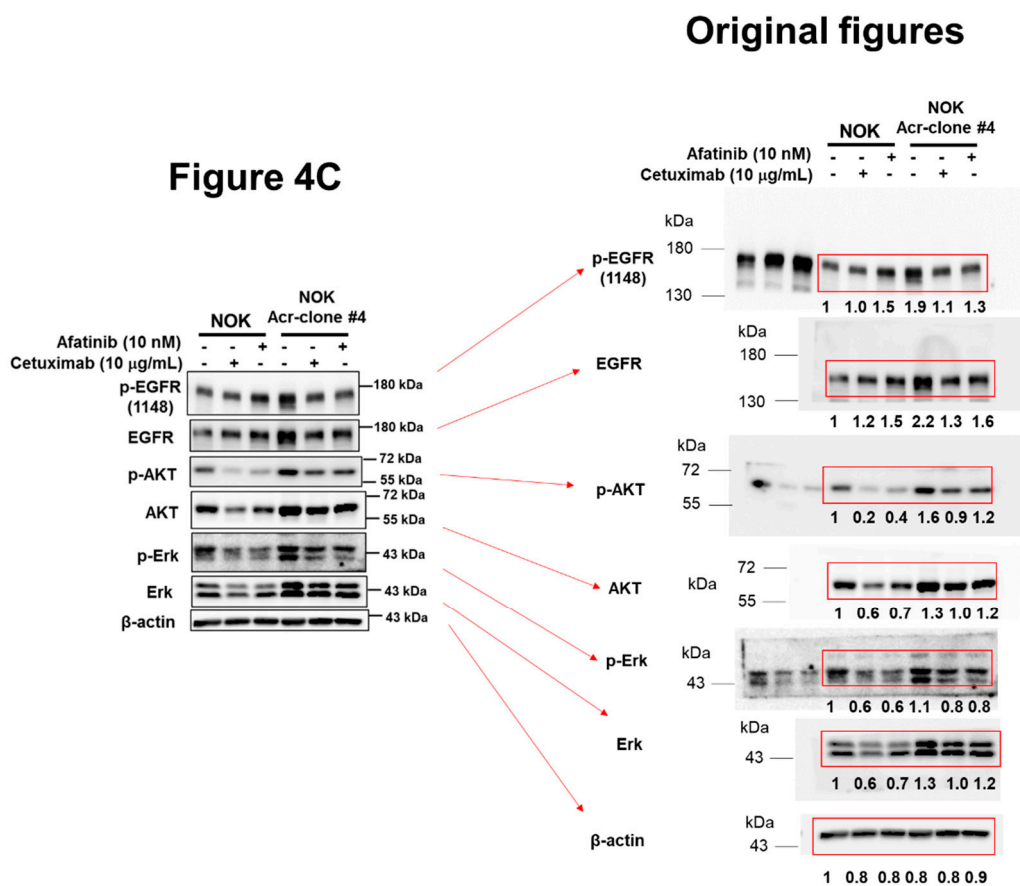 Original figures
Figure 4C
NOK
NOK
Acr-clone #4
Afatinib (10 nM) - - + - - +
Cetuximab (10 μg/mL) - + - - + -
p-EGFR
(1148)
180 kDa
EGFR
180 kDa
p-AKT
72 kDa
55 kDa
AKT
72 kDa
55 kDa
p-Erk
43 kDa
Erk
43 kDa
β-actin
43 kDa
NOK
NOK
Acr-clone #4
Afatinib (10 nM) - - + - - +
Cetuximab (10 μg/mL) - + - - + -
kDa
p-EGFR
(1148)
180
130
1 1.0 1.5 1.9 1.1 1.3
kDa
EGFR
180
130
1 1.2 1.5 2.2 1.3 1.6
kDa
p-AKT
72
55
1 0.2 0.4 1.6 0.9 1.2
AKT
72
kDa
55
1 0.6 0.7 1.3 1.0 1.2
kDa
p-Erk
43
1 0.6 0.6 1.1 0.8 0.8
kDa
Erk
43
1 0.6 0.7 1.3 1.0 1.2
kDa
β-actin
43
1 0.8 0.8 0.8 0.8 0.9